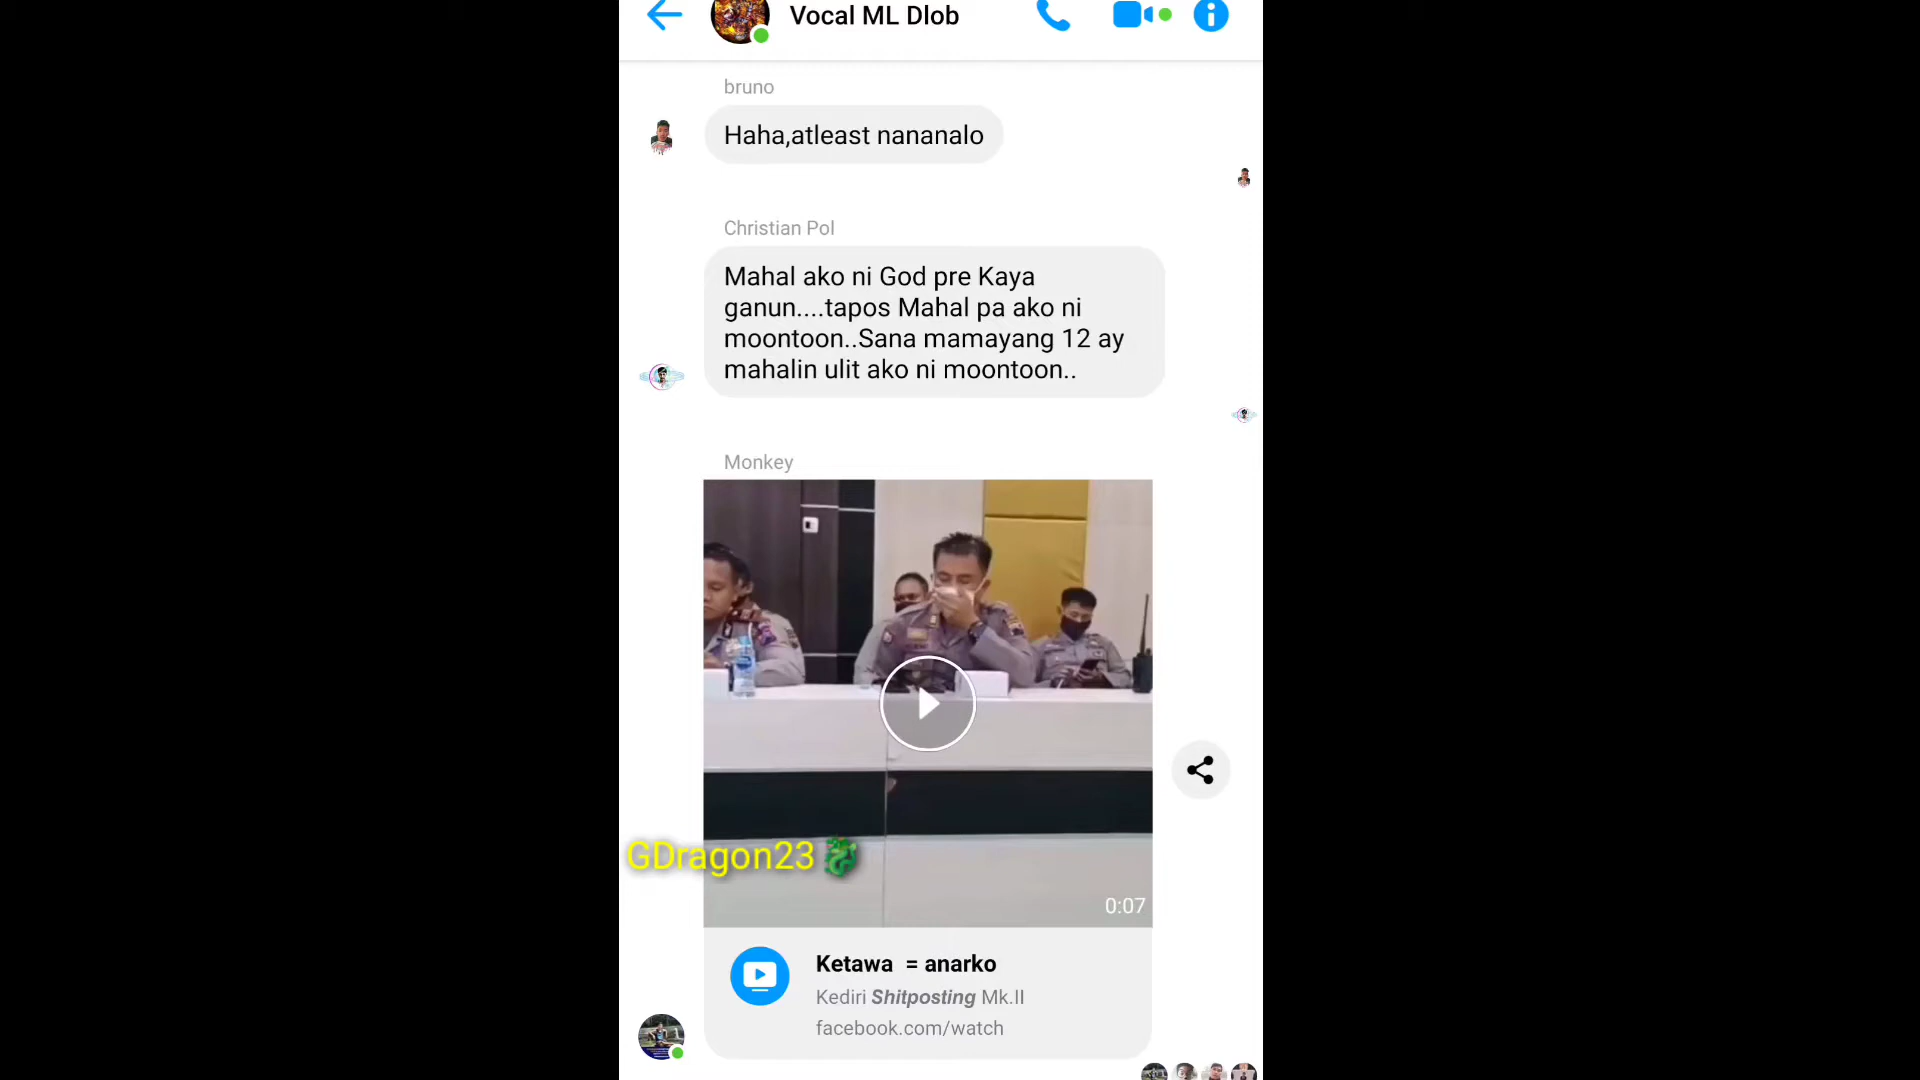 Vocal ML Dlob
bruno
Haha,atleast nananalo
Christian Pol
Mahal ako ni God pre Kaya
ganun....tapos Mahal pa ako ni
moontoon..Sana mamayang 12 ay
mahalin ulit ako ni moontoon..
Monkey
GDragon23🐉
0:07
Ketawa = anarko
Kediri Shitposting Mk.II
facebook.com/watch